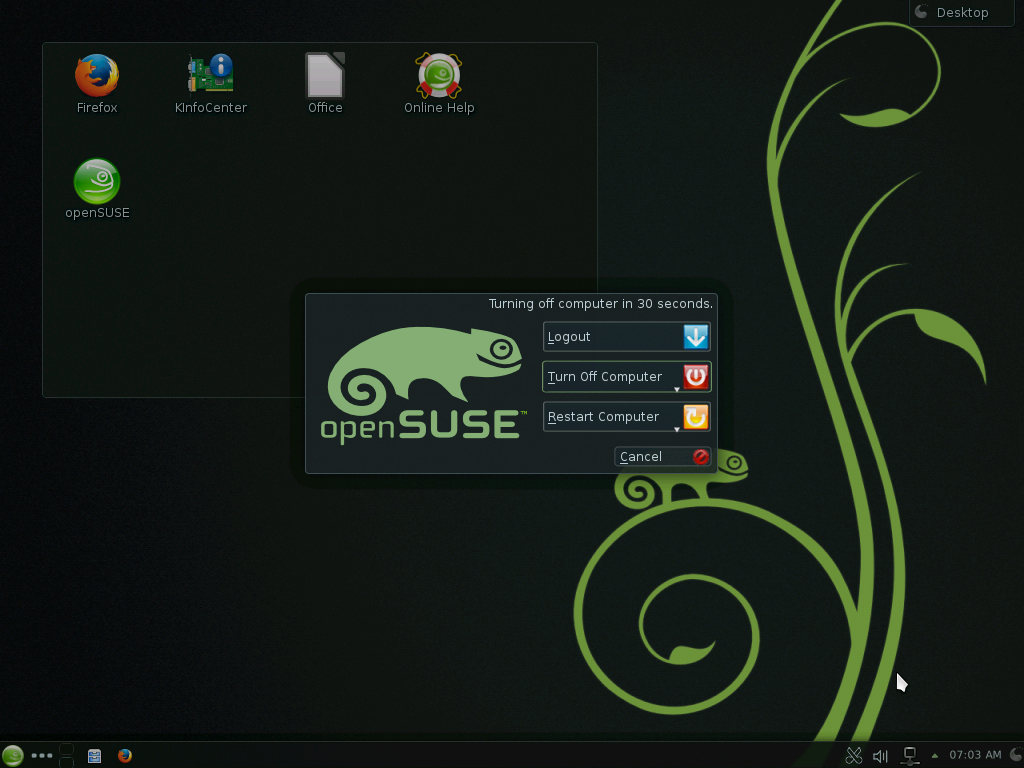 Desktop
Firefox
KInfoCenter
Office
Online Help
openSUSE
Turning off computer in 30 seconds.
Logout
Turn Off Computer
Restart Computer
Cancel
openSUSE™
07:03 AM